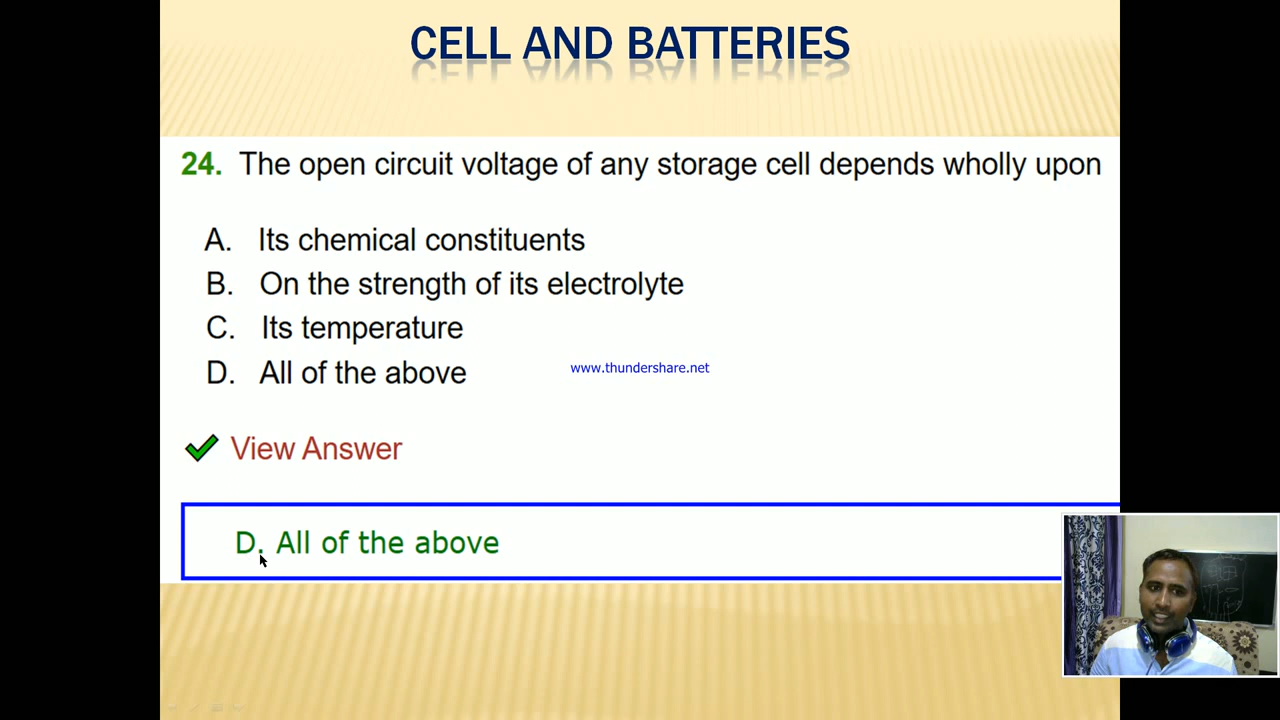 CELL AND BATTERIES
24. The open circuit voltage of any storage cell depends wholly upon
A. Its chemical constituents
B. On the strength of its electrolyte
C. Its temperature
D. All of the above
www.thundershare.net
View Answer
D. All of the above